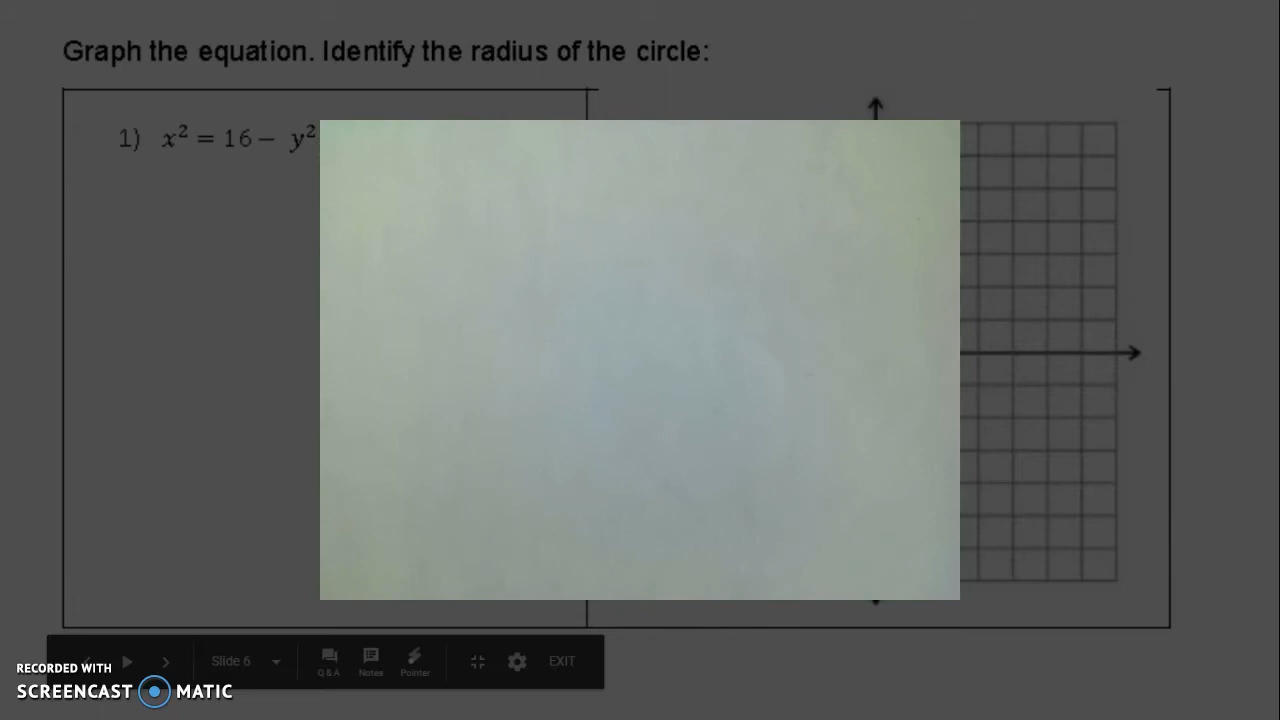 Graph the equation. Identify the radius of the circle:
1) x² = 16 − y²
Slide 6
Q & A
Notes
Pointer
EXIT
RECORDED WITH
SCREENCAST MATIC